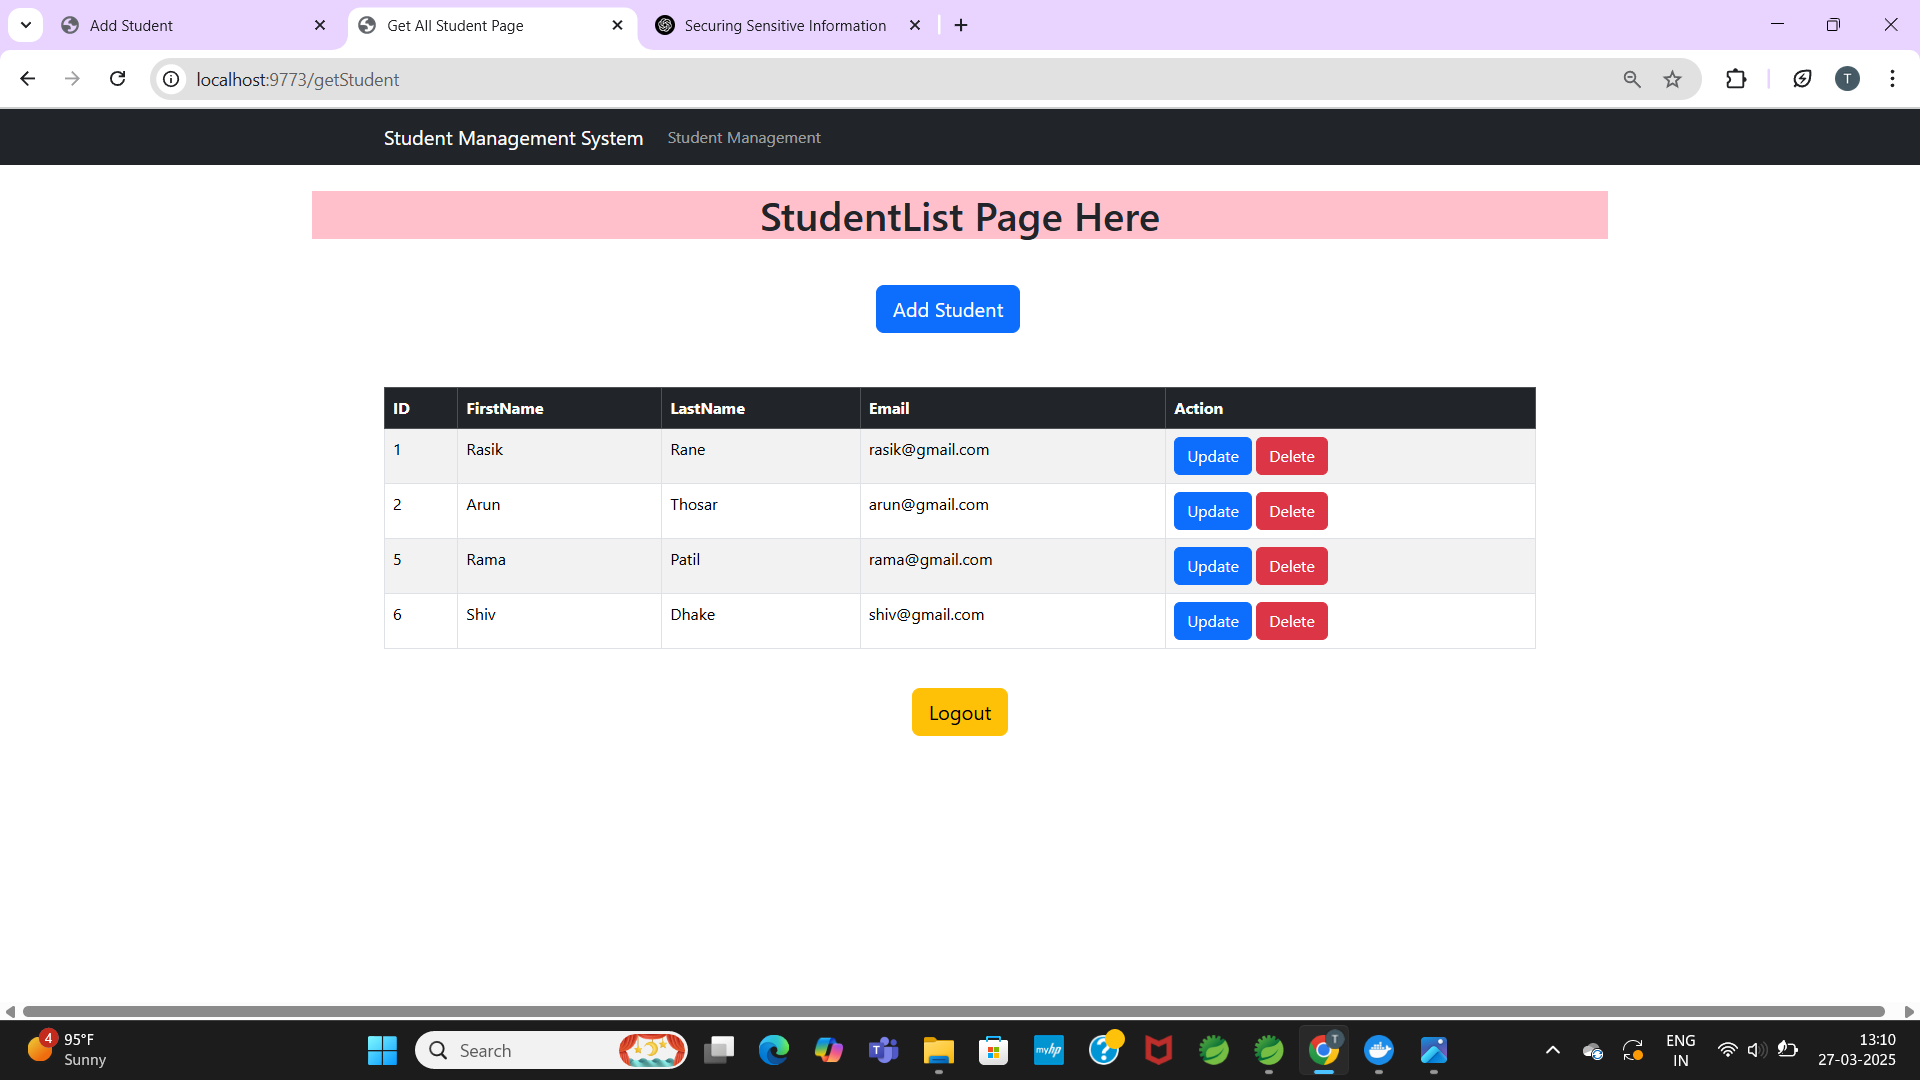 Add Student
Get All Student Page
Securing Sensitive Information
localhost:9773/getStudent
T
Student Management System Student Management
StudentList Page Here
Add Student
ID FirstName LastName Email Action
1 Rasik Rane rasik@gmail.com Update Delete
2 Arun Thosar arun@gmail.com Update Delete
5 Rama Patil rama@gmail.com Update Delete
6 Shiv Dhake shiv@gmail.com Update Delete
Logout
4
95°F
Sunny
Search
myhp
T
ENG
IN
13:10
27-03-2025